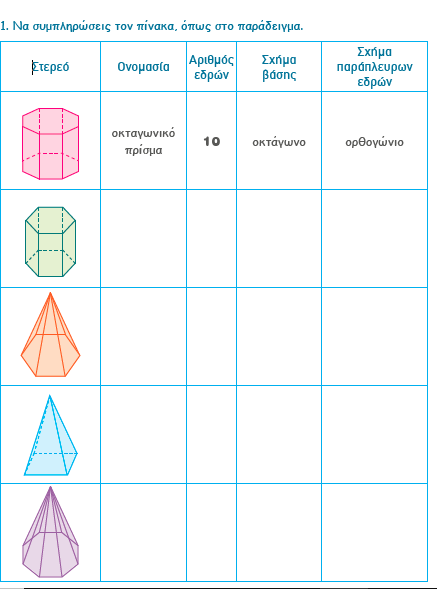 1. Να συμπληρώσεις τον πίνακα, όπως στο παράδειγμα.
Στερεό
Ονομασία
Αριθμός
εδρών
Σχήμα
βάσης
Σχήμα
παράπλευρων
εδρών
οκταγωνικό
πρίσμα
10
οκτάγωνο
ορθογώνιο